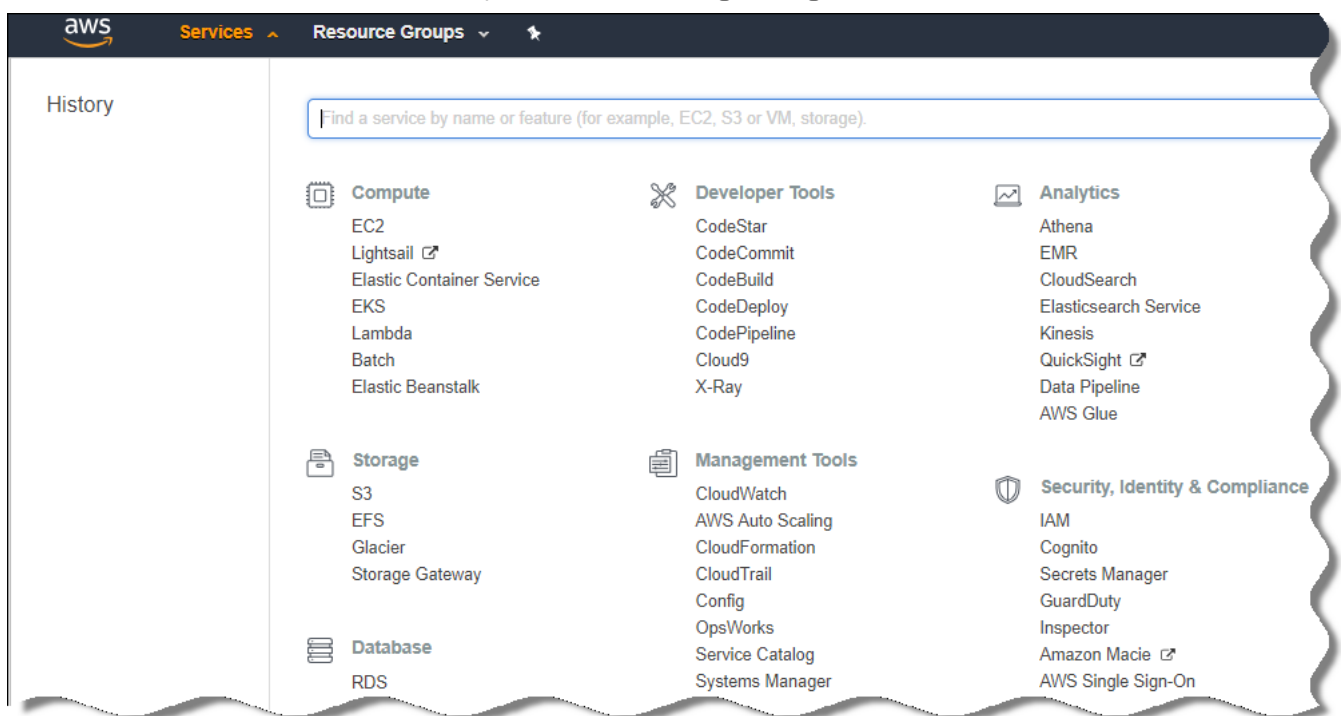 aws Services Resource Groups
History
Find a service by name or feature (for example, EC2, S3 or VM, storage).
Compute
EC2
Lightsail
Elastic Container Service
EKS
Lambda
Batch
Elastic Beanstalk
Storage
S3
EFS
Glacier
Storage Gateway
Database
RDS
Developer Tools
CodeStar
CodeCommit
CodeBuild
CodeDeploy
CodePipeline
Cloud9
X-Ray
Management Tools
CloudWatch
AWS Auto Scaling
CloudFormation
CloudTrail
Config
OpsWorks
Service Catalog
Systems Manager
Analytics
Athena
EMR
CloudSearch
Elasticsearch Service
Kinesis
QuickSight
Data Pipeline
AWS Glue
Security, Identity & Compliance
IAM
Cognito
Secrets Manager
GuardDuty
Inspector
Amazon Macie
AWS Single Sign-On